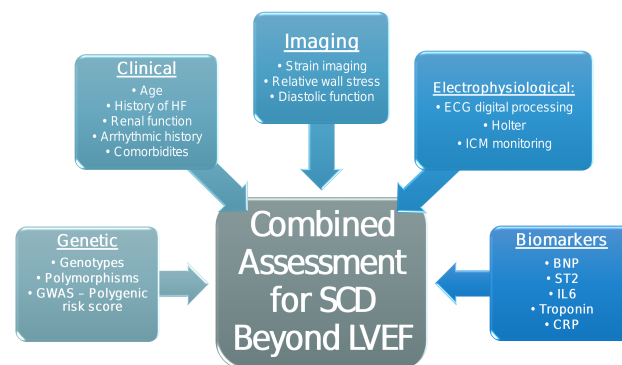 Imaging
• Strain imaging
• Relative wall stress
• Diastolic function
Clinical
• Age
• History of HF
• Renal function
• Arrhythmic history
• Comorbidites
Electrophysiological:
• ECG digital processing
• Holter
• ICM monitoring
Genetic
• Genotypes
• Polymorphisms
• GWAS – Polygenic
risk score
Combined
Assessment
for SCD
Beyond LVEF
Biomarkers
• BNP
• ST2
• IL6
• Troponin
• CRP